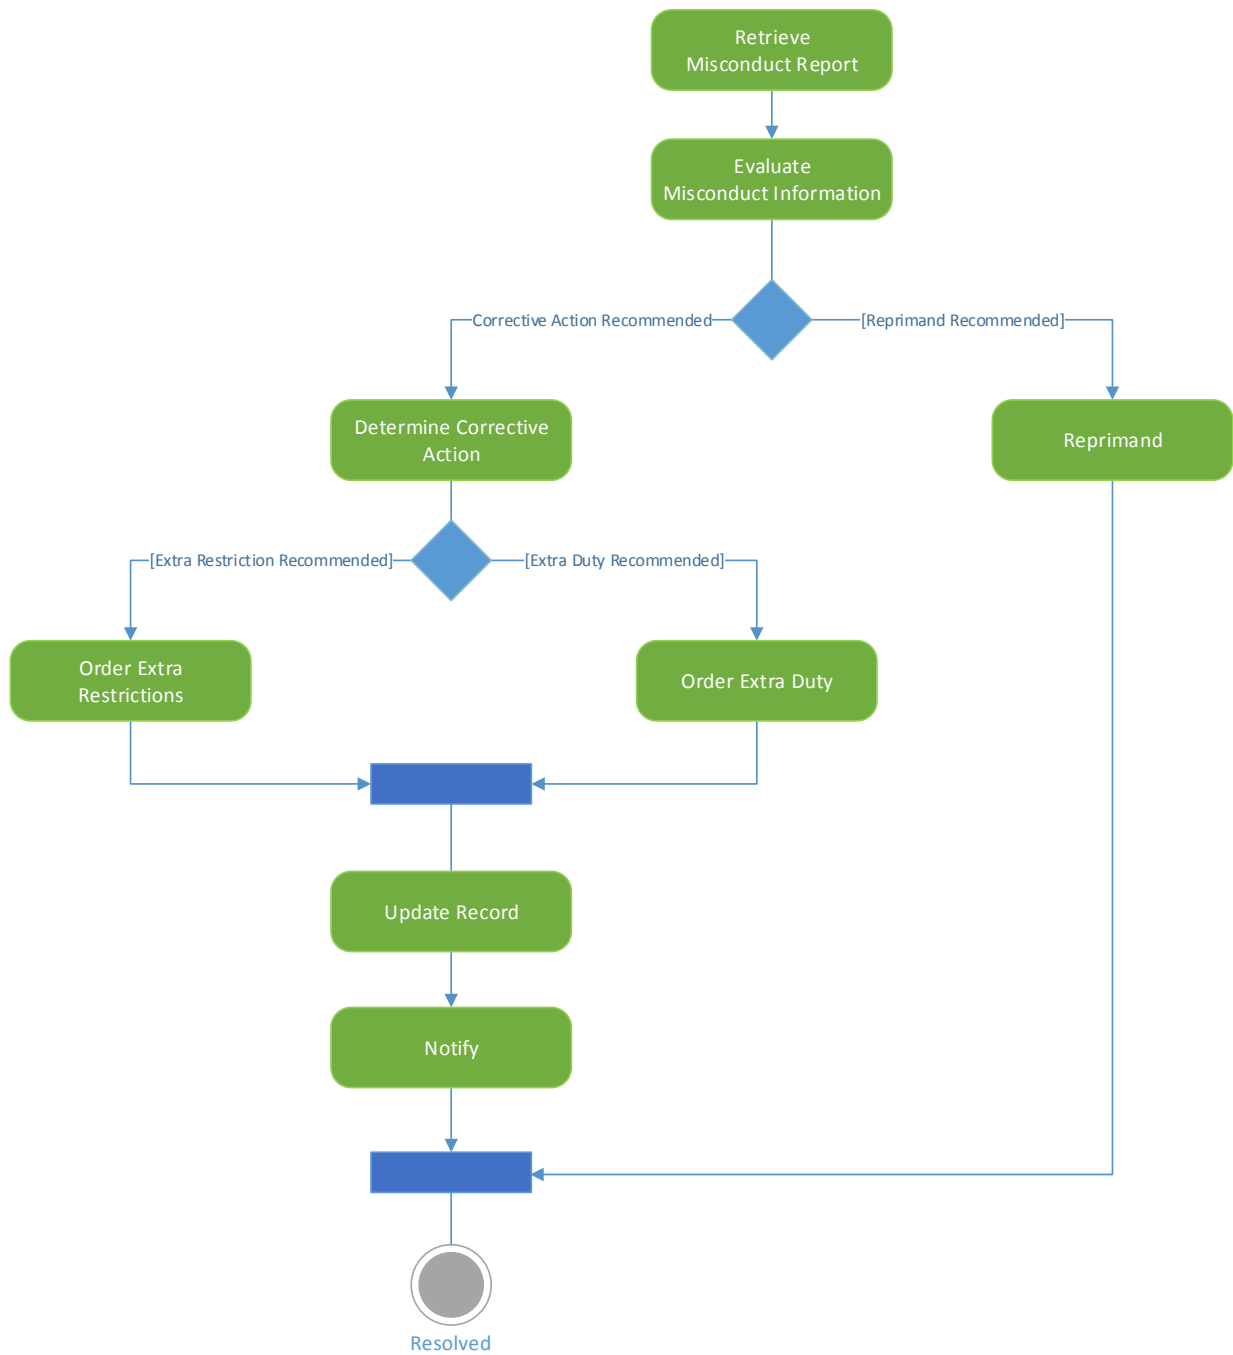 Retrieve
Misconduct Report
Evaluate
Misconduct Information
Corrective Action Recommended
[Reprimand Recommended]
Determine Corrective
Action
Reprimand
[Extra Restriction Recommended]
[Extra Duty Recommended]
Order Extra
Restrictions
Order Extra Duty
Update Record
Notify
Resolved